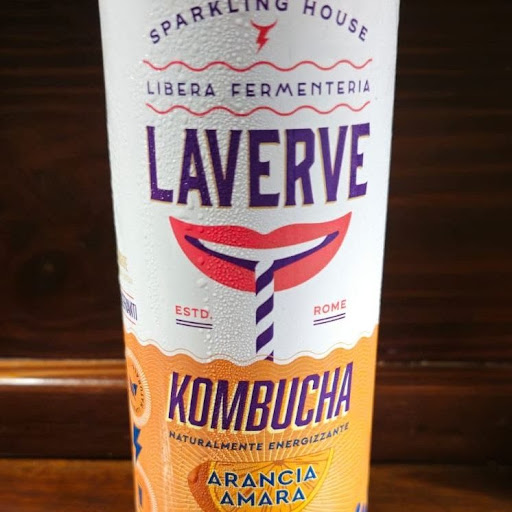 SPARKLING HOUSE
LIBERA FERMENTERIA
LAVERVE
ESTD. ROME
KOMBUCHA
NATURALMENTE ENERGIZZANTE
ARANCIA
AMARA